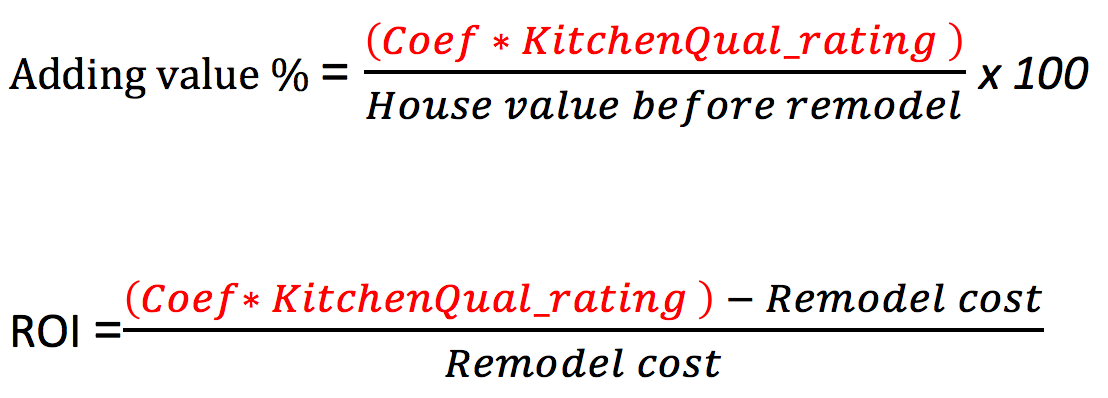 (Coef * KitchenQual_rating )
Adding value % = x 100
House value before remodel
(Coef* KitchenQual_rating ) − Remodel cost
ROI =
Remodel cost